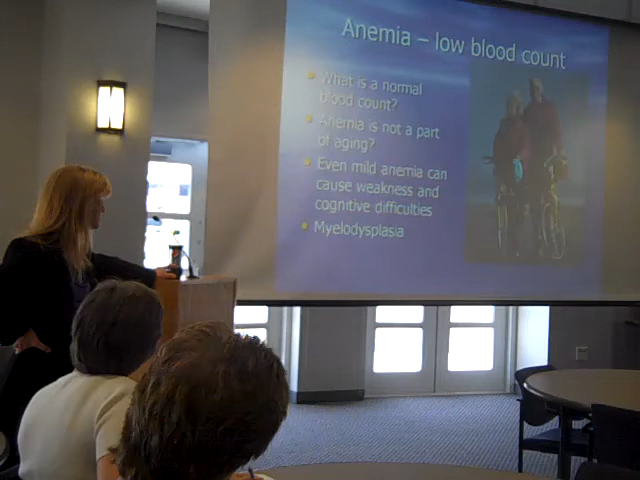 Anemia – low blood count
What is a normal
blood count?
Anemia is not a part
of aging?
Even mild anemia can
cause weakness and
cognitive difficulties
Myelodysplasia